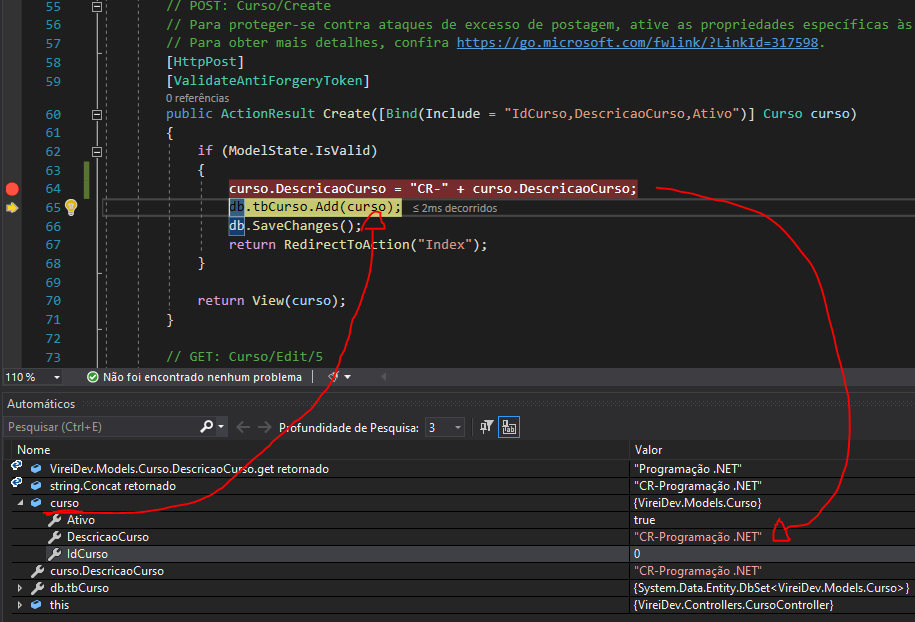 55 // POST: Curso/Create
56 // Para proteger-se contra ataques de excesso de postagem, ative as propriedades específicas às
57 // Para obter mais detalhes, confira https://go.microsoft.com/fwlink/?LinkId=317598.
58 [HttpPost]
59 [ValidateAntiForgeryToken]
0 referências
60 public ActionResult Create([Bind(Include = "IdCurso,DescricaoCurso,Ativo")] Curso curso)
61 {
62 if (ModelState.IsValid)
63 {
64 curso.DescricaoCurso = "CR-" + curso.DescricaoCurso;
65 db.tbCurso.Add(curso); ≤ 2ms decorridos
66 db.SaveChanges();
67 return RedirectToAction("Index");
68 }
69
70 return View(curso);
71 }
72
73 // GET: Curso/Edit/5
110 % Não foi encontrado nenhum problema
Automáticos
Pesquisar (Ctrl+E) Profundidade de Pesquisa: 3
Nome Valor
VireiDev.Models.Curso.DescricaoCurso.get retornado "Programação .NET"
string.Concat retornado "CR-Programação .NET"
curso {VireiDev.Models.Curso}
Ativo true
DescricaoCurso "CR-Programação .NET"
IdCurso 0
curso.DescricaoCurso "CR-Programação .NET"
db.tbCurso {System.Data.Entity.DbSet<VireiDev.Models.Curso>}
this {VireiDev.Controllers.CursoController}